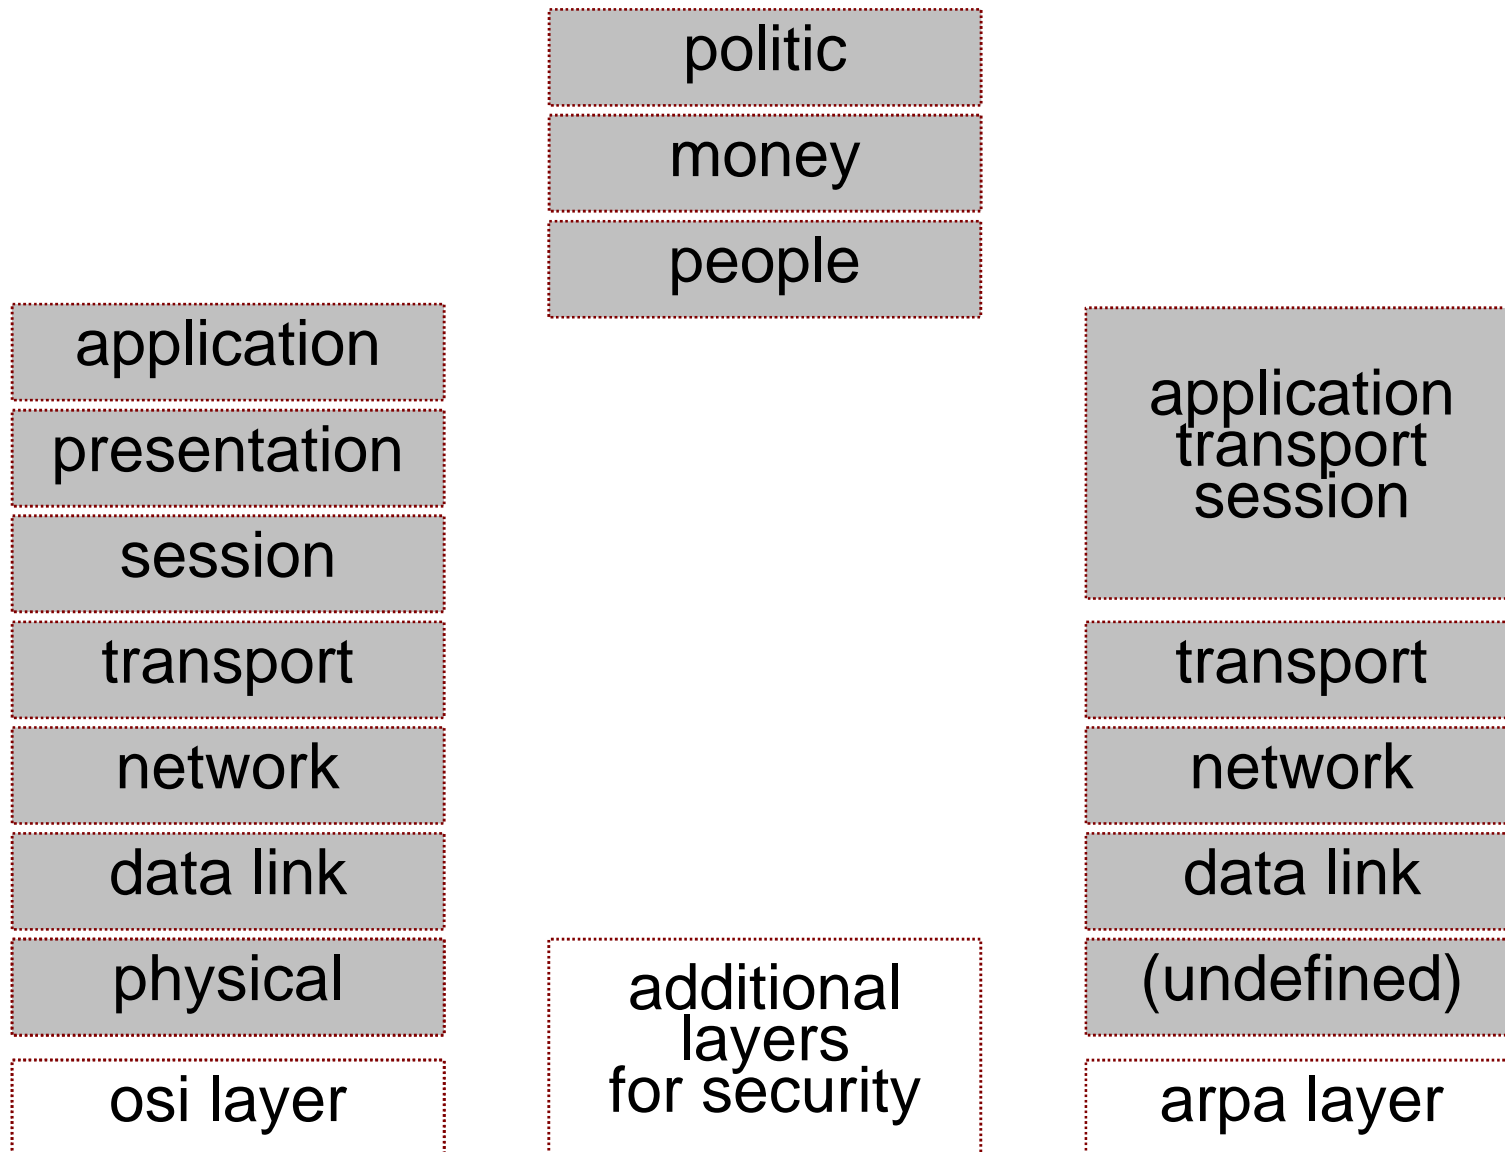 politic
money
people
application
presentation
session
transport
network
data link
physical
osi layer
additional
layers
for security
application
transport
session
transport
network
data link
(undefined)
arpa layer